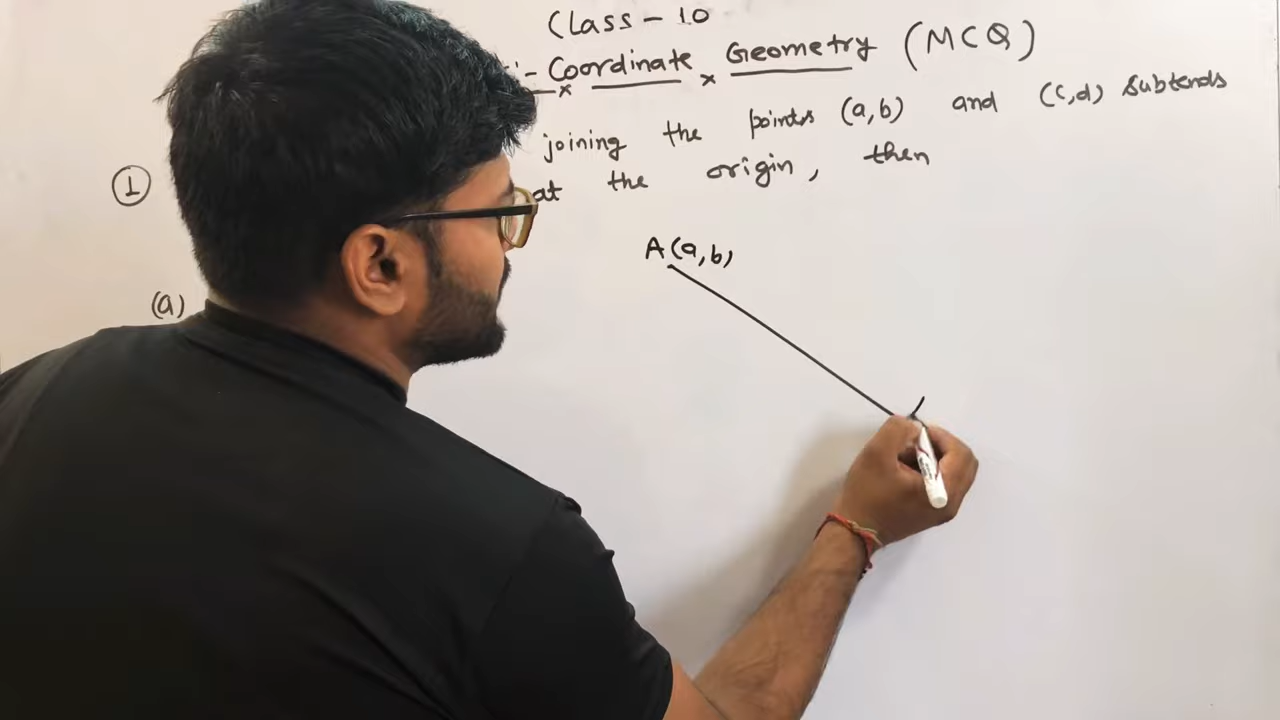 Class - 10
- Coordinate Geometry (MCQ)
① joining the points (a,b) and (c,d) subtends
at the origin, then
A(a,b)
(a)